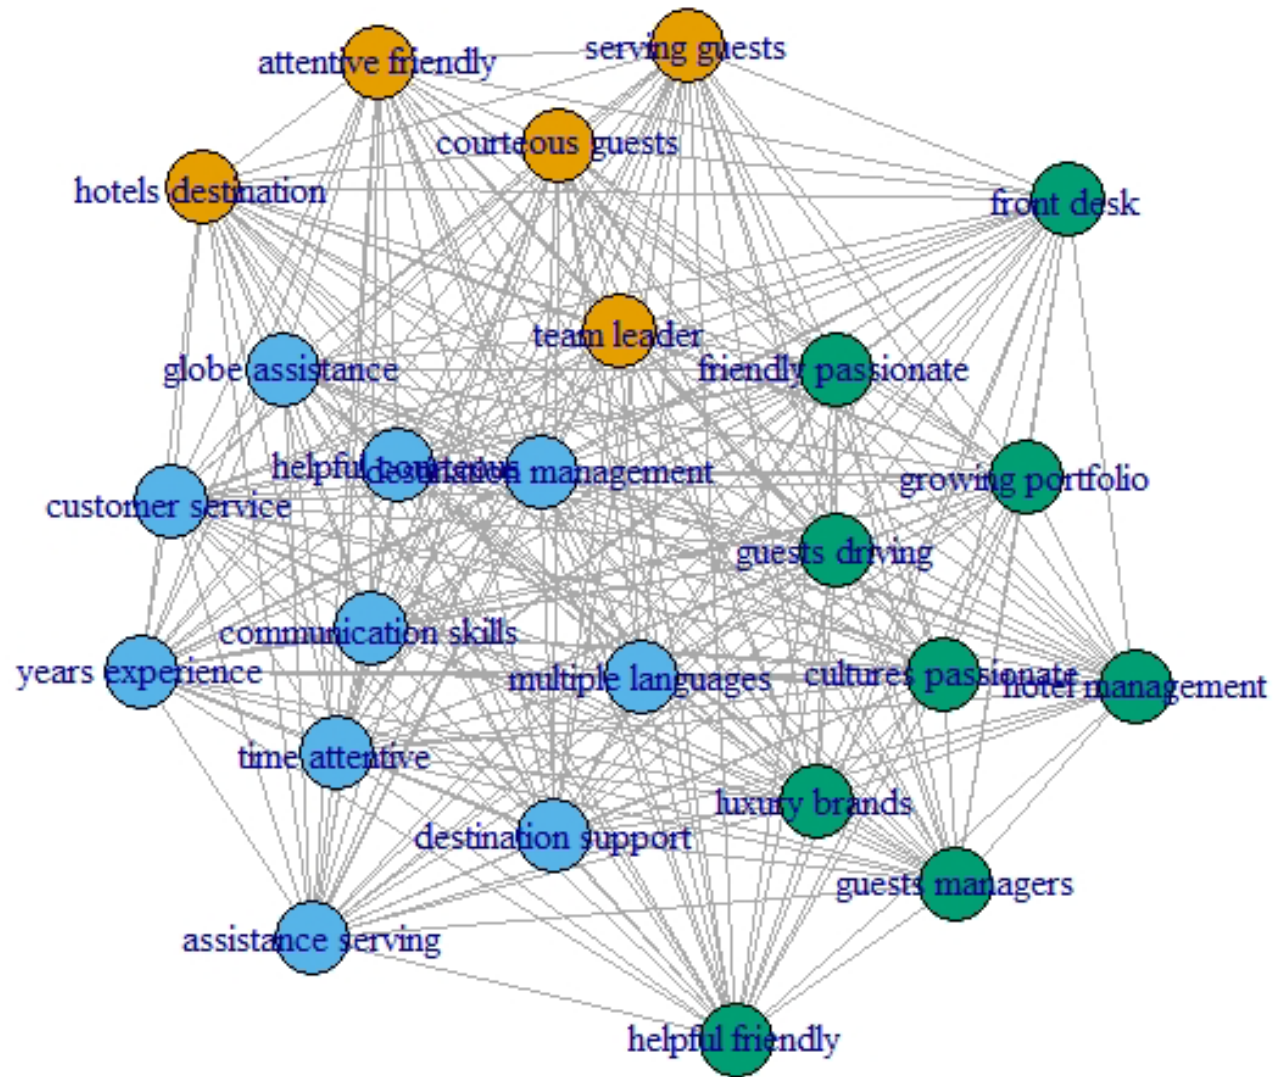 serving guests
attentive friendly
courteous guests
hotels destination
front desk
team leader
globe assistance
friendly passionate
helpful courteous
destination management
growing portfolio
customer service
guests driving
communication skills
years experience
multiple languages
cultures passionate
hotel management
time attentive
luxury brands
destination support
guests managers
assistance serving
helpful friendly